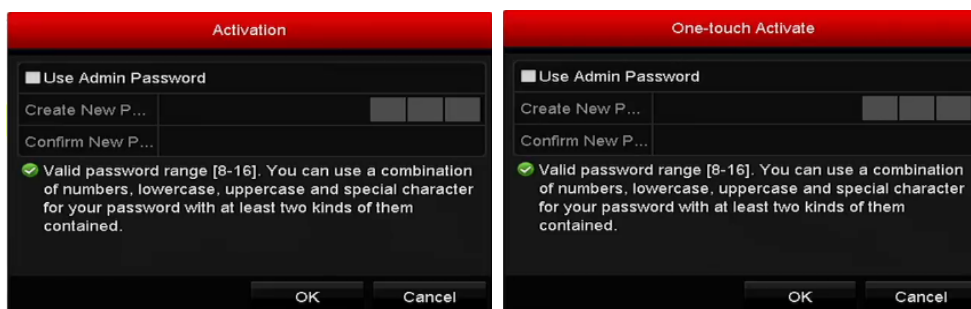 Activation
Use Admin Password
Create New P...
Confirm New P...
Valid password range [8-16]. You can use a combination
of numbers, lowercase, uppercase and special character
for your password with at least two kinds of them
contained.
OK Cancel
One-touch Activate
Use Admin Password
Create New P...
Confirm New P...
Valid password range [8-16]. You can use a combination
of numbers, lowercase, uppercase and special character
for your password with at least two kinds of them
contained.
OK Cancel